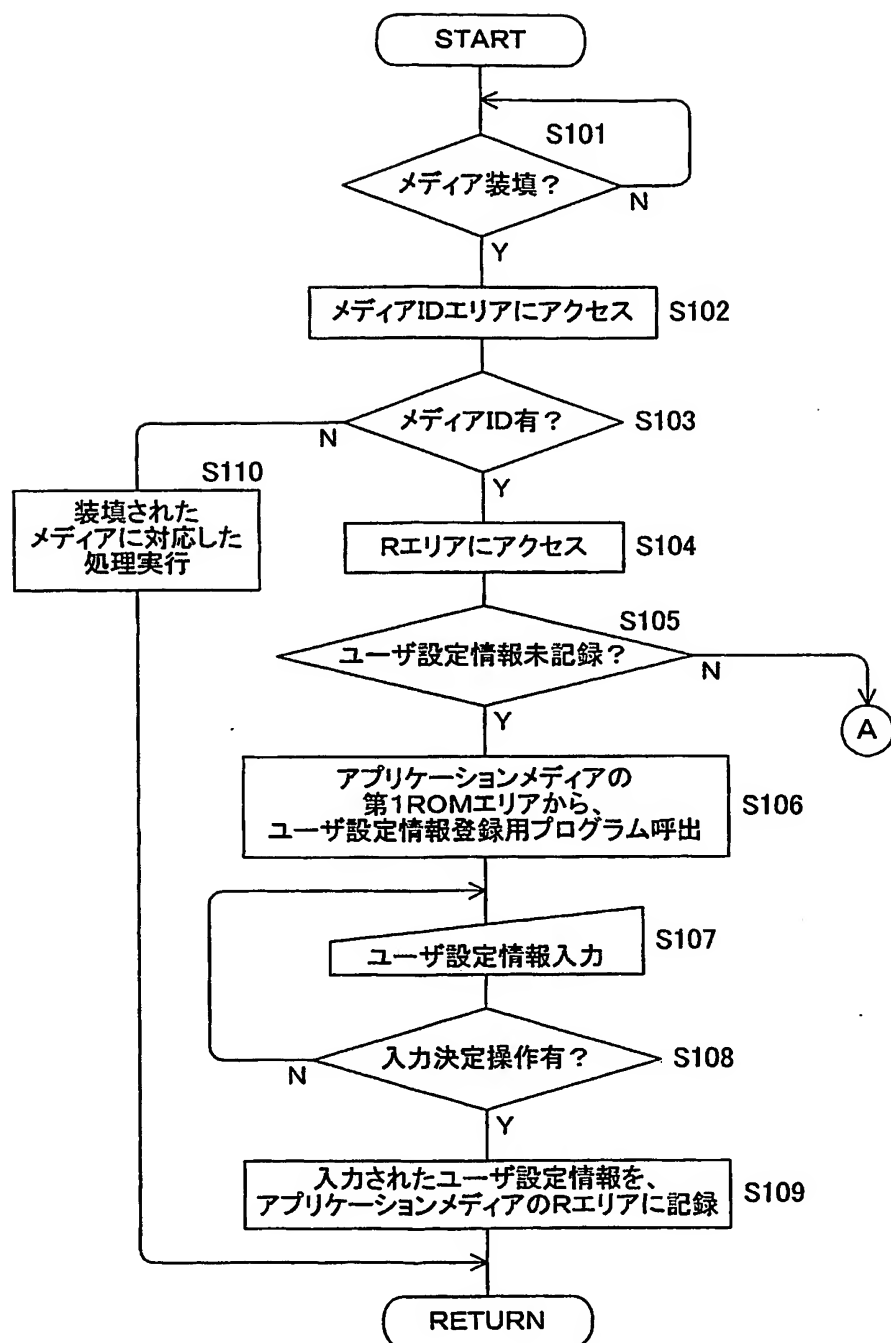 START
S101
メディア装填?
N
Y
メディアIDエリアにアクセス
S102
メディアID有?
S103
N
Y
S110
装填された
メディアに対応した
処理実行
Rエリアにアクセス
S104
S105
ユーザ設定情報未記録?
N
Y
A
アプリケーションメディアの
第1ROMエリアから、
ユーザ設定情報登録用プログラム呼出
S106
S107
ユーザ設定情報入力
入力決定操作有?
S108
N
Y
入力されたユーザ設定情報を、
アプリケーションメディアのRエリアに記録
S109
RETURN